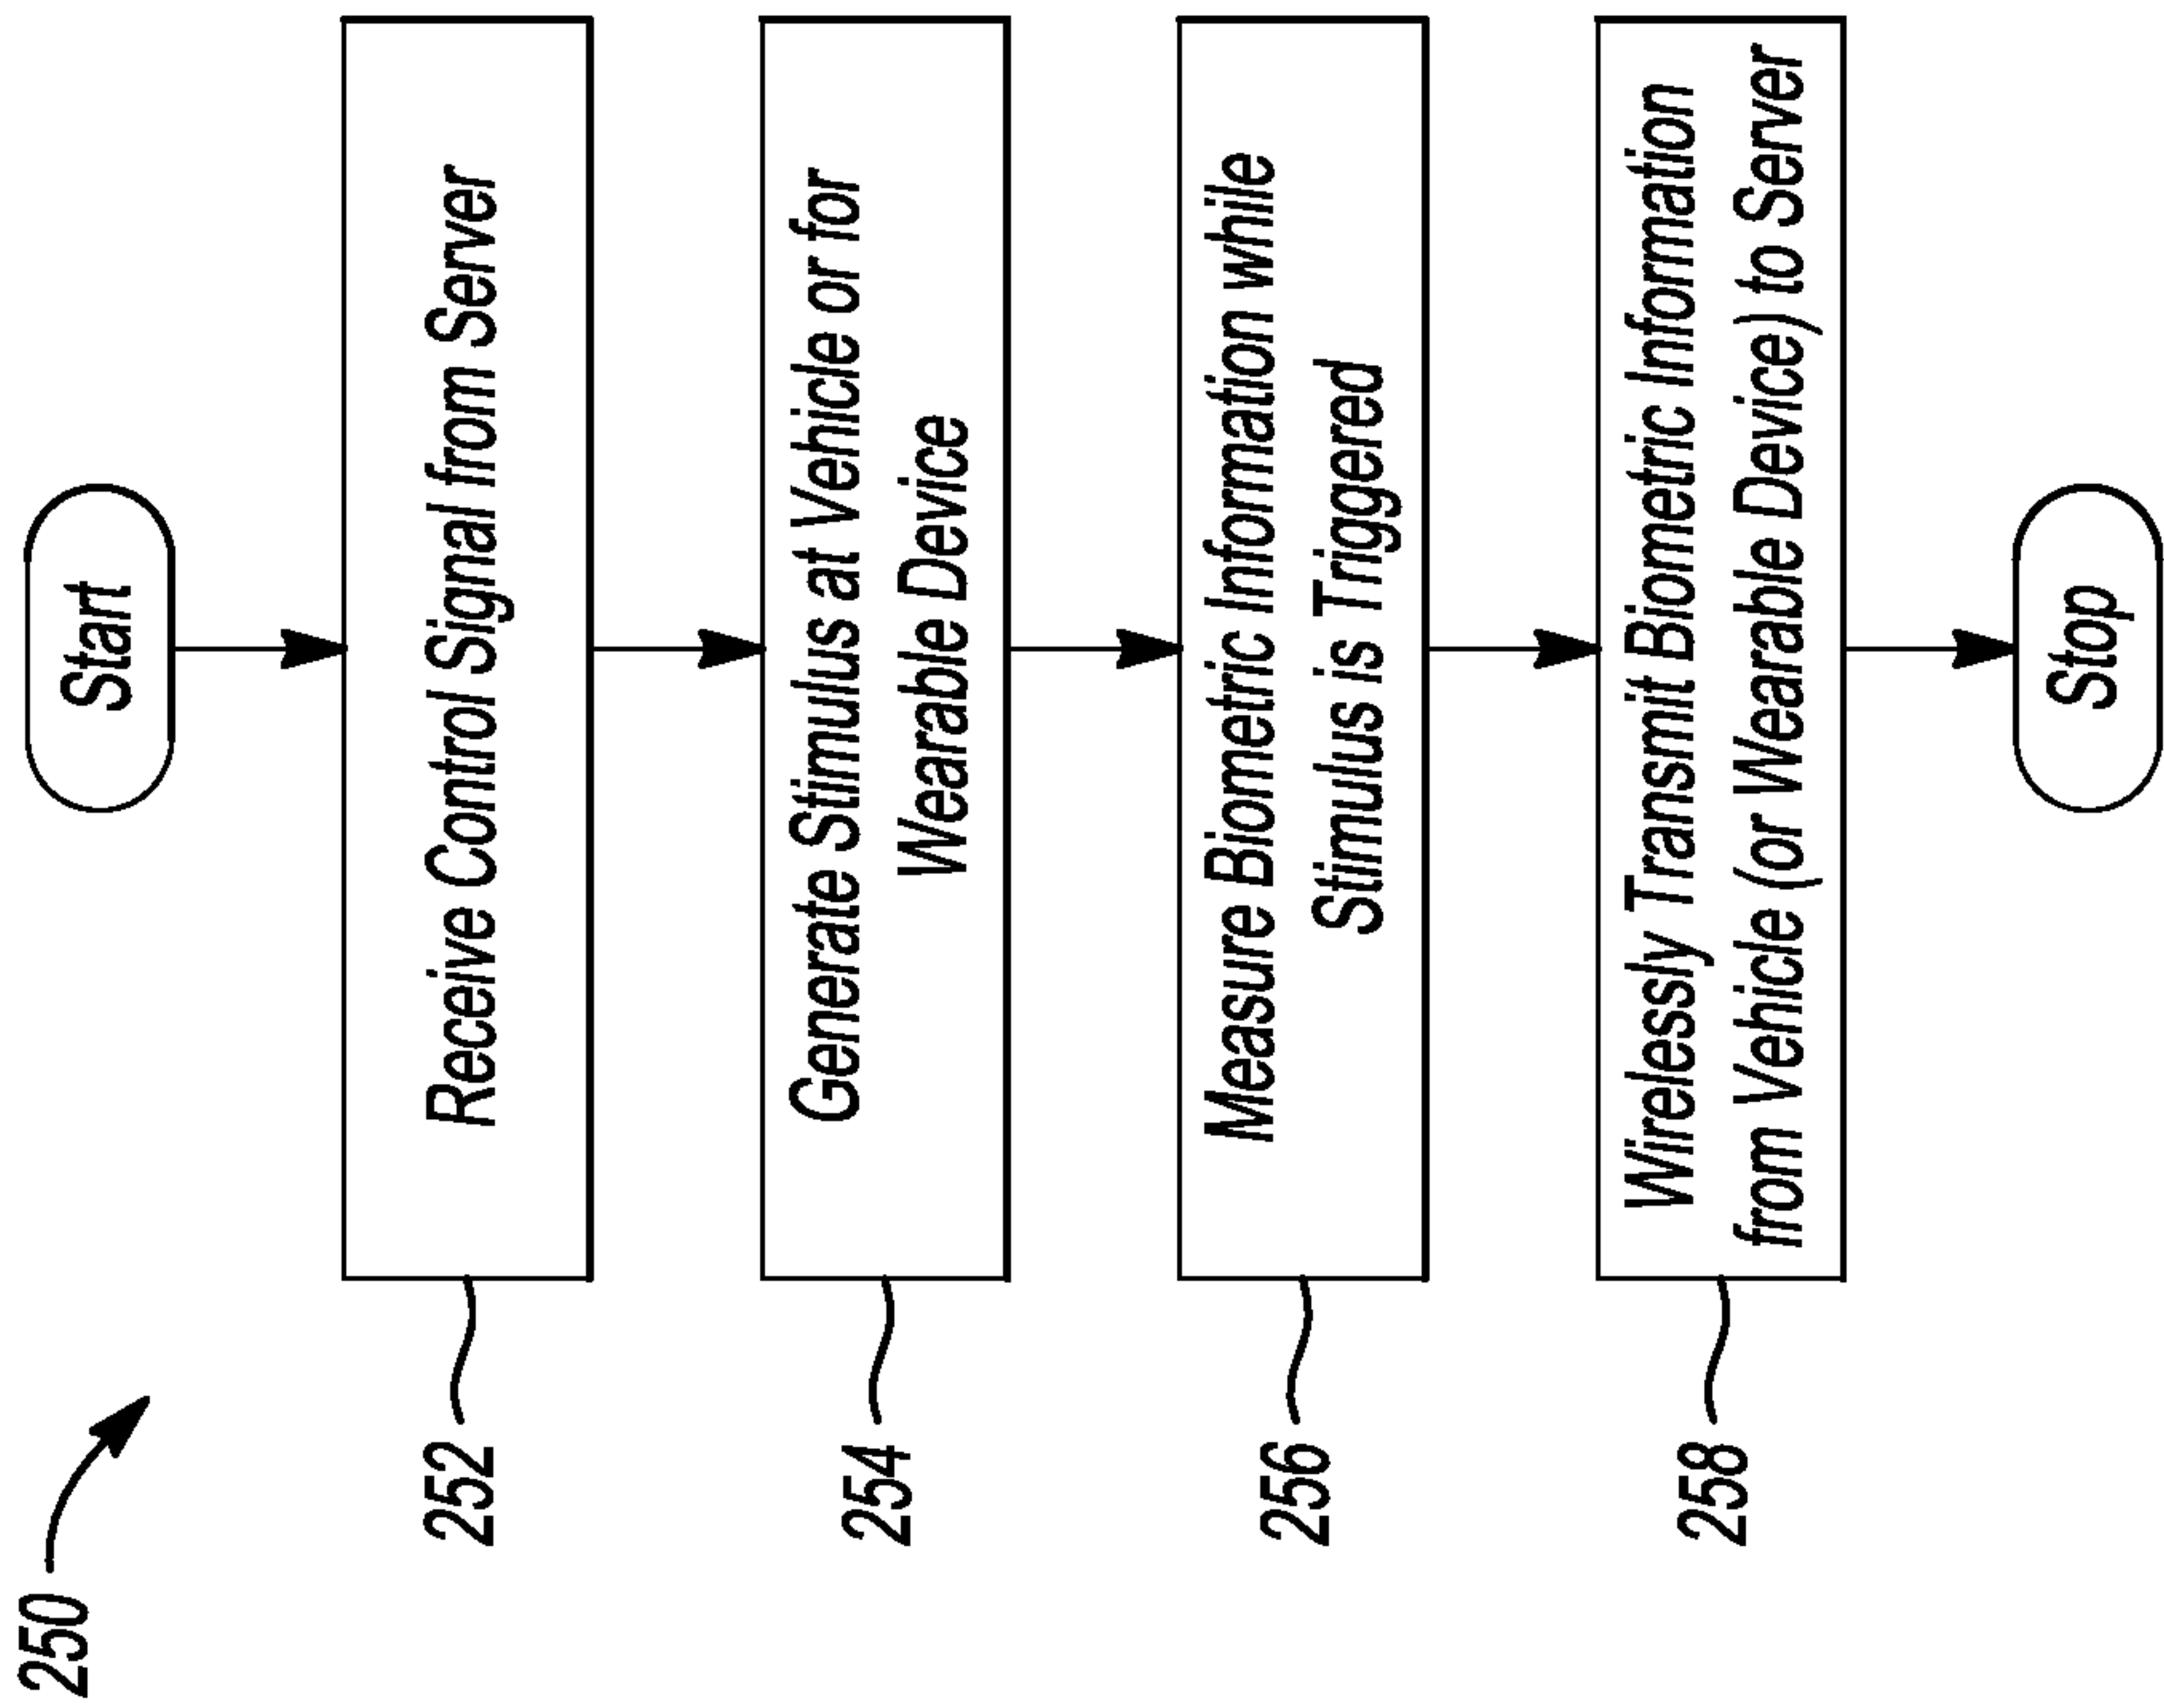 250
Start
252
Receive Control Signal from Server
254
Generate Stimulus at Vehicle or for
Wearable Device
256
Measure Biometric Information while
Stimulus is Triggered
258
Wirelessly Transmit Biometric Information
from Vehicle (or Wearable Device) to Server
Stop